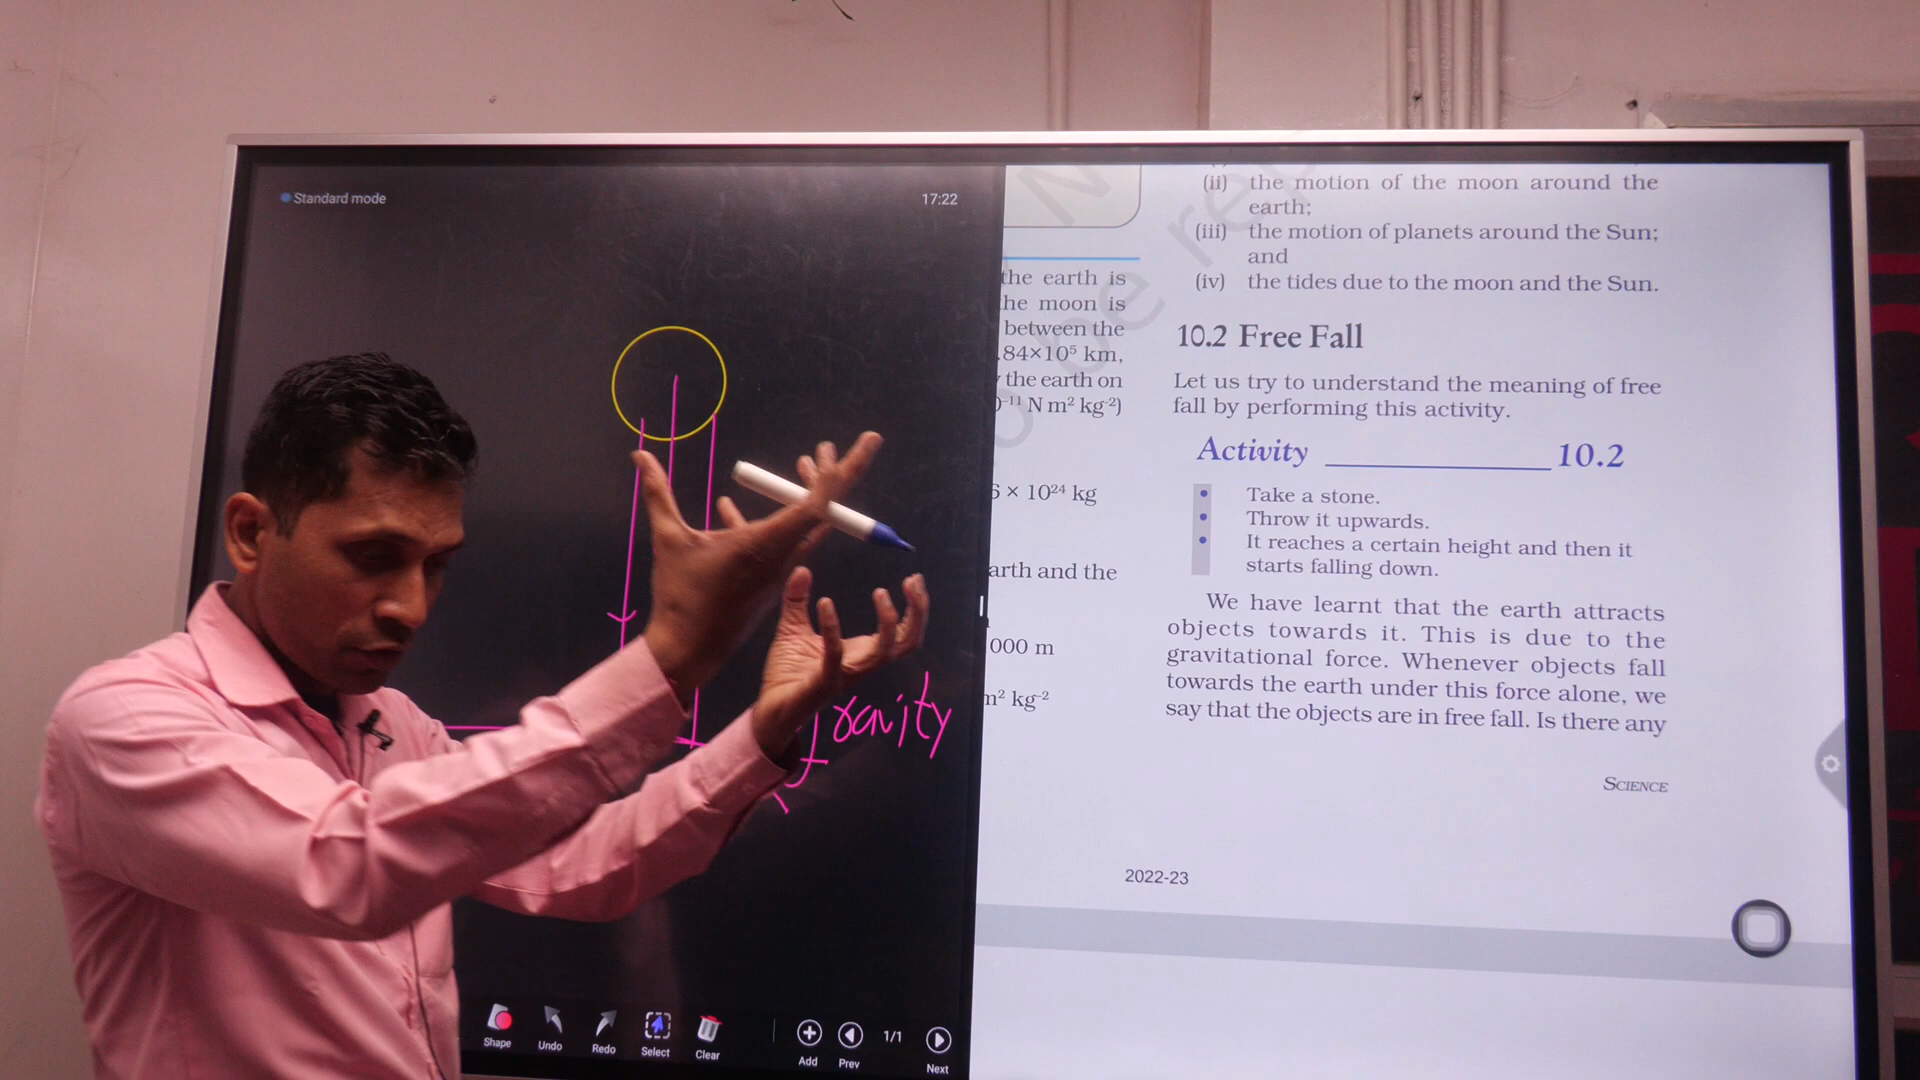 Standard mode
17:22
gravity
Shape
Undo
Redo
Select
Clear
Add
Prev
1/1
Next
the earth is
the moon is
between the
.84×10⁵ km,
the earth on
⁻¹¹ N m² kg⁻²)
6 × 10²⁴ kg
arth and the
000 m
m² kg⁻²
(ii) the motion of the moon around the
earth;
(iii) the motion of planets around the Sun;
and
(iv) the tides due to the moon and the Sun.
10.2 Free Fall
Let us try to understand the meaning of free
fall by performing this activity.
Activity ______________ 10.2
• Take a stone.
• Throw it upwards.
• It reaches a certain height and then it
starts falling down.
We have learnt that the earth attracts
objects towards it. This is due to the
gravitational force. Whenever objects fall
towards the earth under this force alone, we
say that the objects are in free fall. Is there any
SCIENCE
2022-23